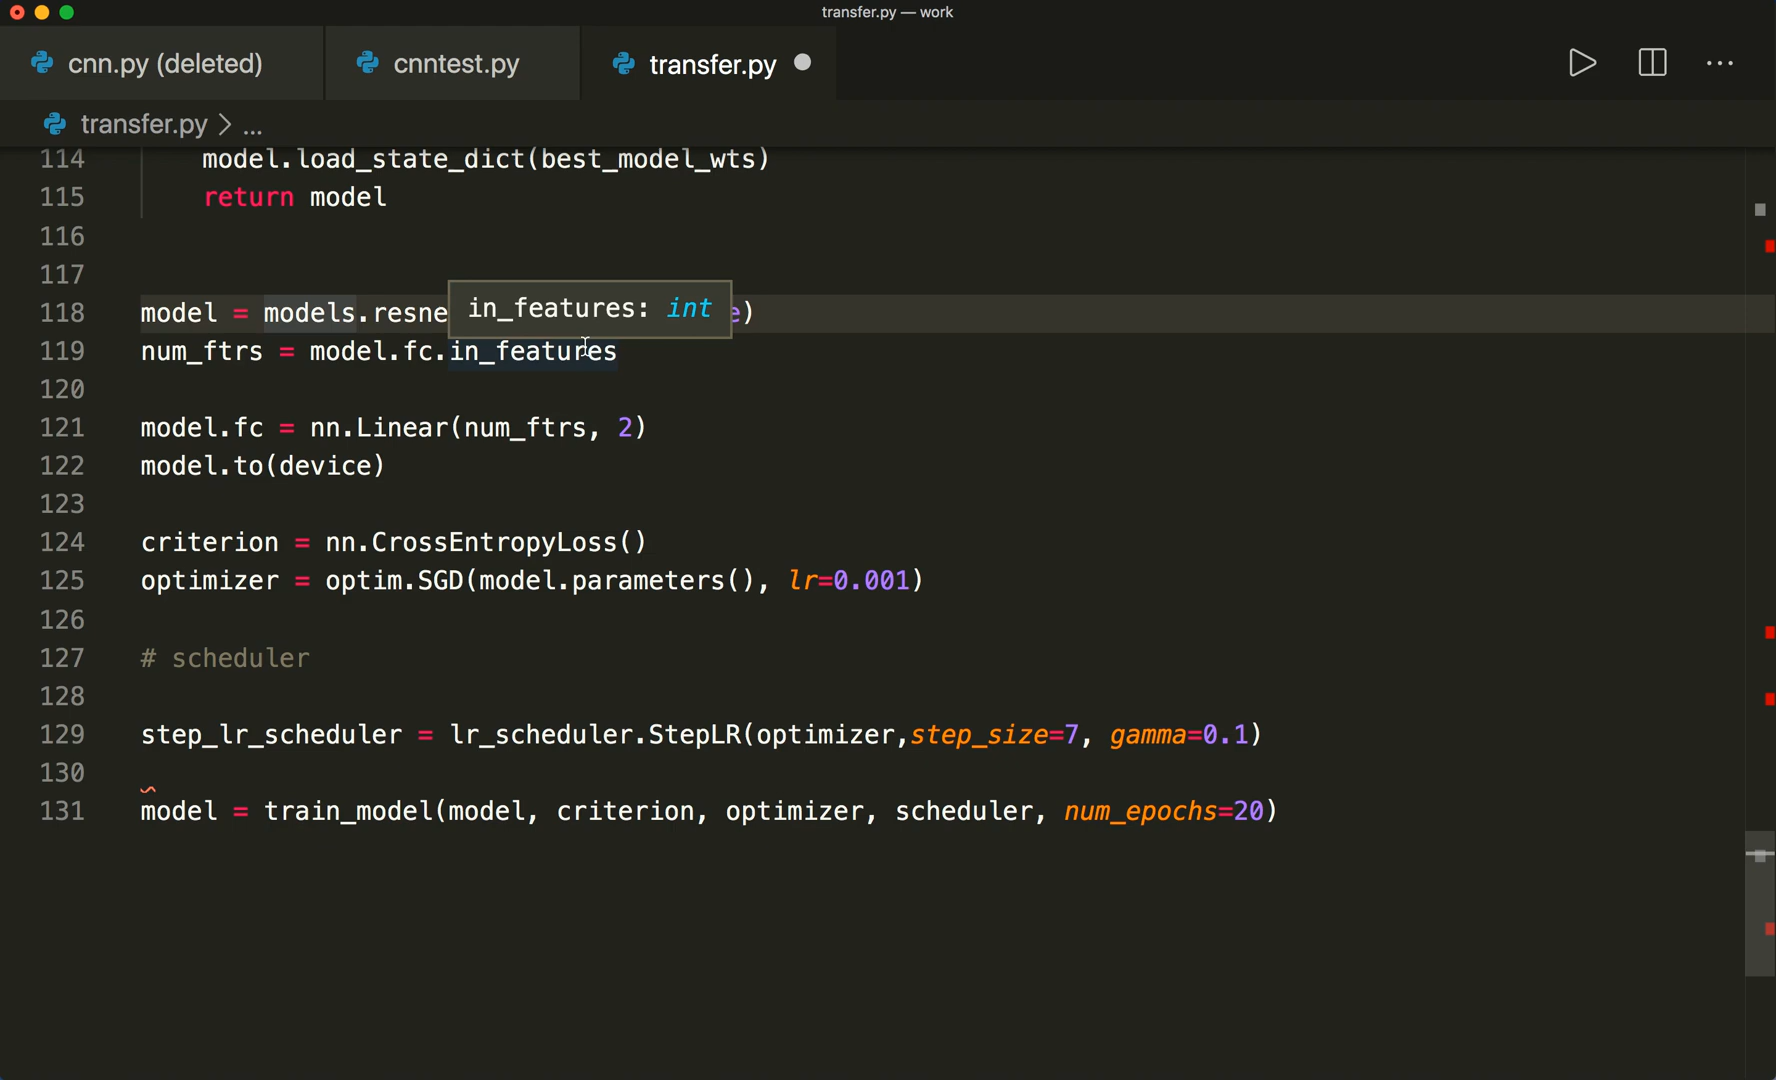 transfer.py — work
cnn.py (deleted)
cnntest.py
transfer.py
transfer.py > ...
114 model.load_state_dict(best_model_wts)
115 return model
116
117
in_features: int
118 model = models.resne e)
119 num_ftrs = model.fc.in_features
120
121 model.fc = nn.Linear(num_ftrs, 2)
122 model.to(device)
123
124 criterion = nn.CrossEntropyLoss()
125 optimizer = optim.SGD(model.parameters(), lr=0.001)
126
127 # scheduler
128
129 step_lr_scheduler = lr_scheduler.StepLR(optimizer,step_size=7, gamma=0.1)
130
131 model = train_model(model, criterion, optimizer, scheduler, num_epochs=20)